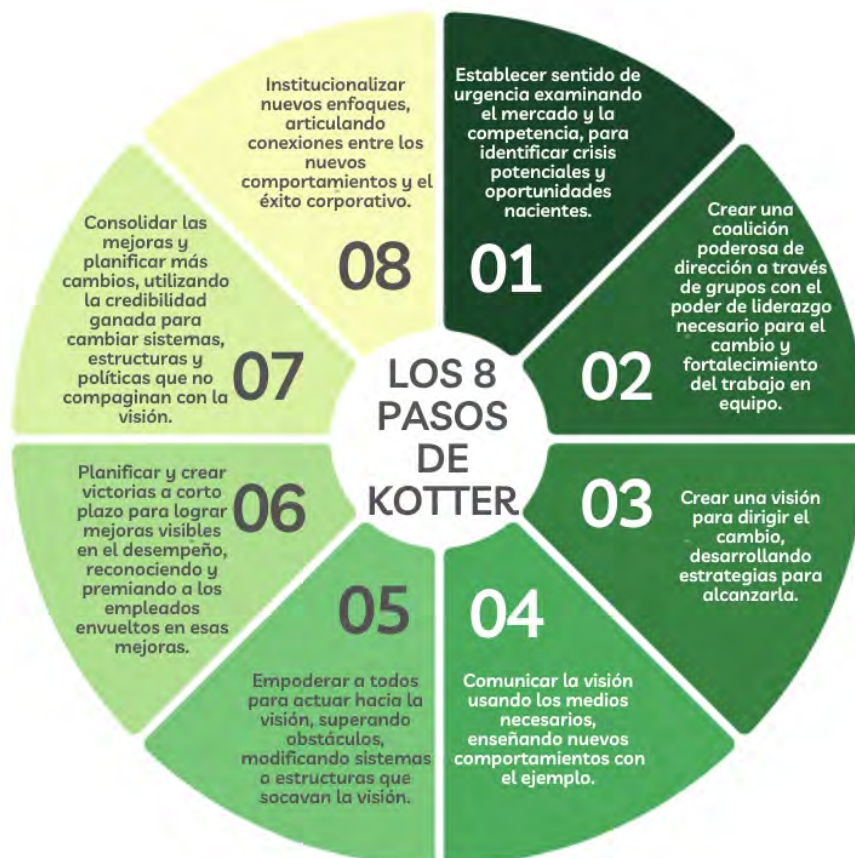 LOS 8
PASOS
DE
KOTTER
Establecer sentido de
urgencia examinando
el mercado y la
competencia, para
identificar crisis
potenciales y
oportunidades
nacientes.
01
Crear una
coalición
poderosa de
dirección a través
de grupos con el
poder de liderazgo
necesario para el
cambio y
fortalecimiento
del trabajo en
equipo.
02
Crear una visión
para dirigir el
cambio,
desarrollando
estrategias para
alcanzarla.
03
04
Comunicar la visión
usando los medios
necesarios,
enseñando nuevos
comportamientos con
el ejemplo.
05
Empoderar a todos
para actuar hacia la
visión, superando
obstáculos,
modificando sistemas
o estructuras que
socavan la visión.
Planificar y crear
victorias a corto
plazo para lograr
mejoras visibles
en el desempeño,
reconociendo y
premiando a los
empleados
envueltos en esas
mejoras.
06
Consolidar las
mejoras y
planificar más
cambios, utilizando
la credibilidad
ganada para
cambiar sistemas,
estructuras y
políticas que no
compaginan con la
visión.
07
Institucionalizar
nuevos enfoques,
articulando
conexiones entre los
nuevos
comportamientos y el
éxito corporativo.
08